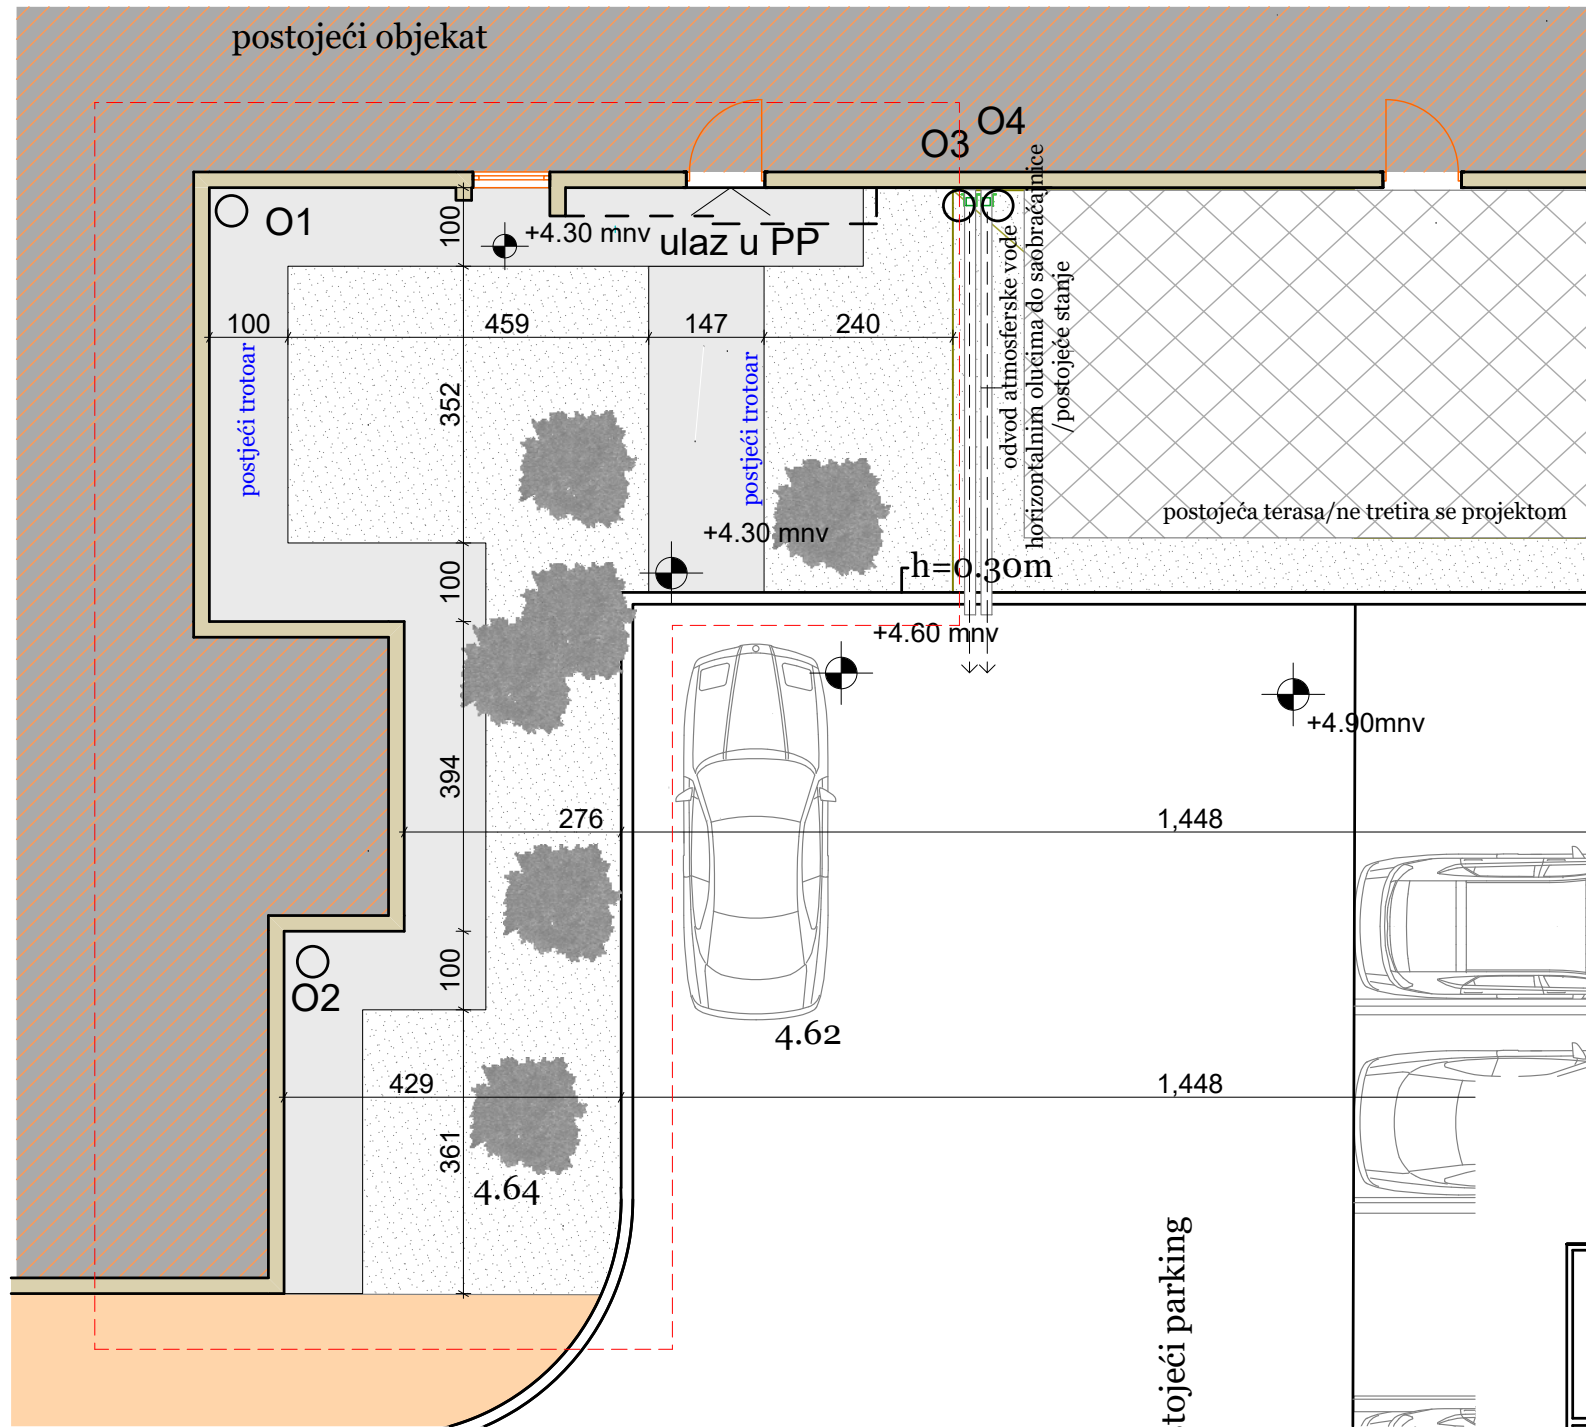 postojeći objekat
O3
O4
O1
100
+4.30 mnv
ulaz u PP
odvod atmosferske vode
horizontalnim olucima do saobraćajnice
/postojeće stanje
100
459
147
240
postjeći trotoar
352
postjeći trotoar
postojeća terasa/ne tretira se projektom
+4.30 mnv
h=0.30m
100
+4.60 mnv
+4.90mnv
394
276
1,448
100
O2
4.62
429
1,448
361
4.64
tojeći parking